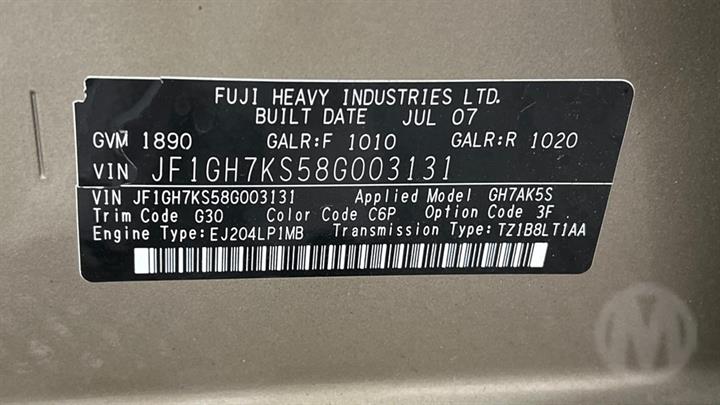 FUJI HEAVY INDUSTRIES LTD.
BUILT DATE JUL 07
GVM 1890 GALR:F 1010 GALR:R 1020
VIN JF1GH7KS58G003131
VIN JF1GH7KS58G003131 Applied Model GH7AK5S
Trim Code G30 Color Code C6P Option Code 3F
Engine Type:EJ204LP1MB Transmission Type:TZ1B8LT1AA
M